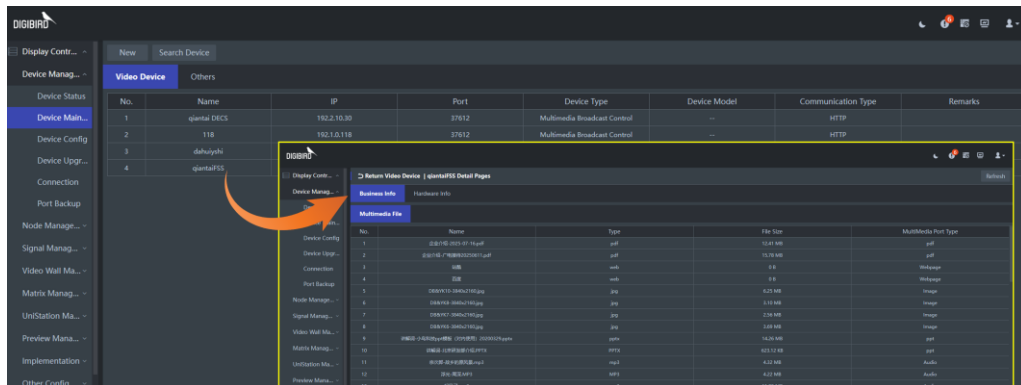 DIGIBIRD
6
Display Contr...
New Search Device
Device Manag...
Video Device Others
Device Status
No. Name IP Port Device Type Device Model Communication Type Remarks
Device Main...
1 qiantai DECS 192.2.10.30 37612 Multimedia Broadcast Control -- HTTP
Device Config
2 118 192.1.0.118 37612 Multimedia Broadcast Control -- HTTP
Device Upgr...
3 dahuiyshi
4 qiantaiFSS
Connection
Port Backup
Node Manage...
Signal Manag...
Video Wall Ma...
Matrix Manag...
UniStation Ma...
Preview Mana...
Implementation
Other Config
DIGIBIRD
6
Display Contr...
Return Video Device | qiantaiFSS Detail Pages Refresh
Device Manag...
Business Info Hardware Info
Multimedia File
Device Config
Device Upgr...
Connection
Port Backup
Node Manage...
Signal Manag...
Video Wall Ma...
Matrix Manag...
UniStation Ma...
Preview Mana...
No. Name Type File Size MultiMedia Port Type
1 pdf 12.41 MB pdf
2 pdf 15.78 MB pdf
3 web 0 B Webpage
4 百度 web 0 B Webpage
5 jpg 6.25 MB Image
6 jpg 3.10 MB Image
7 jpg 2.56 MB Image
8 jpg 3.69 MB Image
9 pptx 14.26 MB ppt
10 PPTX 623.12 KB ppt
11 mp3 4.32 MB Audio
12 MP3 4.22 MB Audio